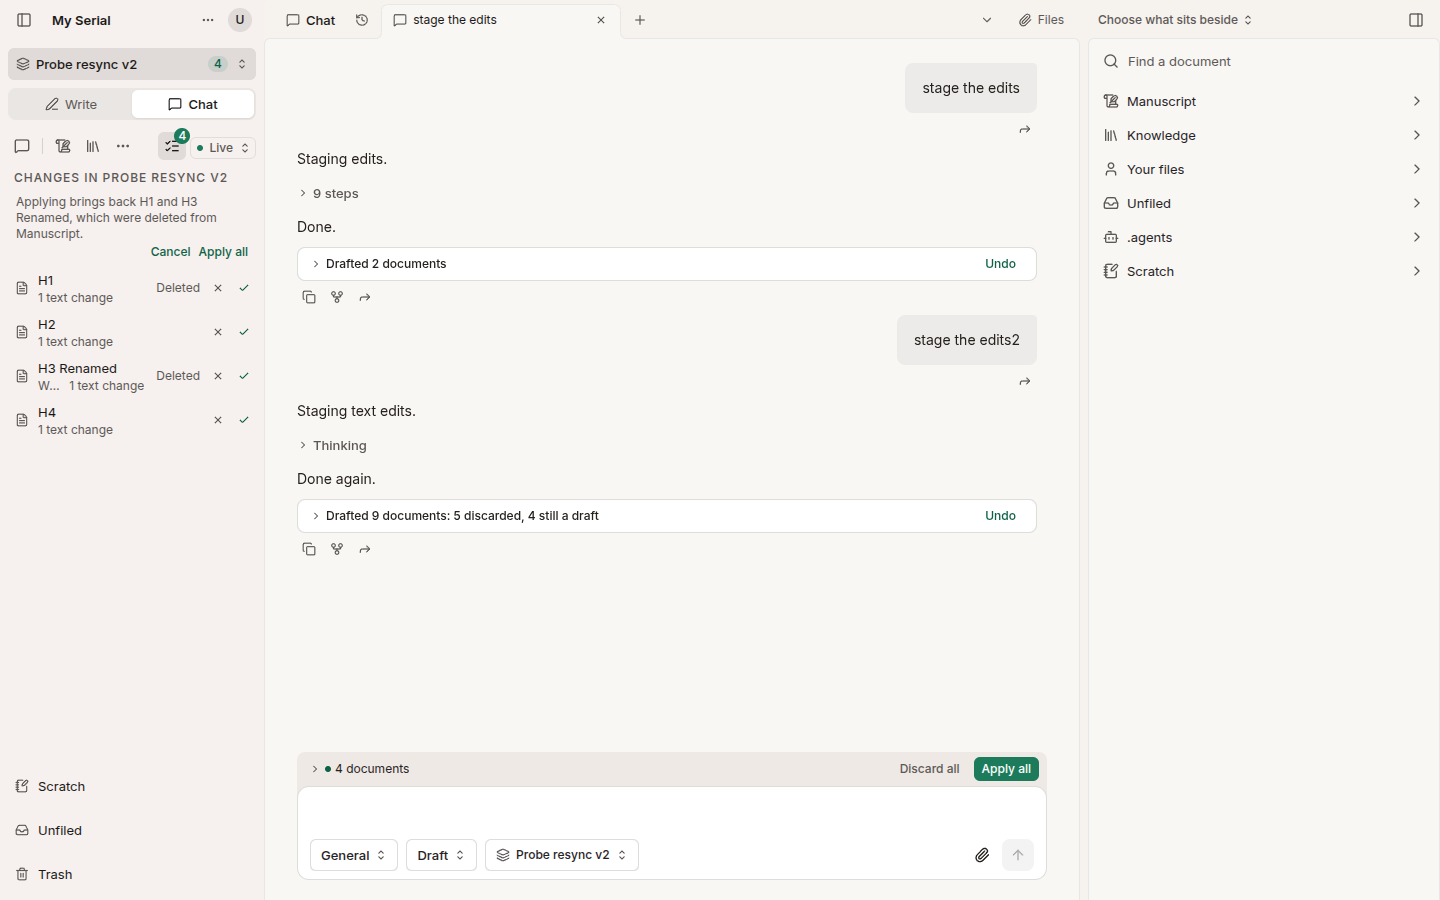 My Serial
U
Probe resync v2
4
Write
Chat
4
Live
CHANGES IN PROBE RESYNC V2
Applying brings back H1 and H3
Renamed, which were deleted from
Manuscript.
Cancel
Apply all
H1
1 text change
Deleted
H2
1 text change
H3 Renamed
W... 1 text change
Deleted
H4
1 text change
Scratch
Unfiled
Trash
Chat
stage the edits
Files
stage the edits
Staging edits.
9 steps
Done.
Drafted 2 documents
Undo
stage the edits2
Staging text edits.
Thinking
Done again.
Drafted 9 documents: 5 discarded, 4 still a draft
Undo
4 documents
Discard all
Apply all
General
Draft
Probe resync v2
Choose what sits beside
Find a document
Manuscript
Knowledge
Your files
Unfiled
.agents
Scratch